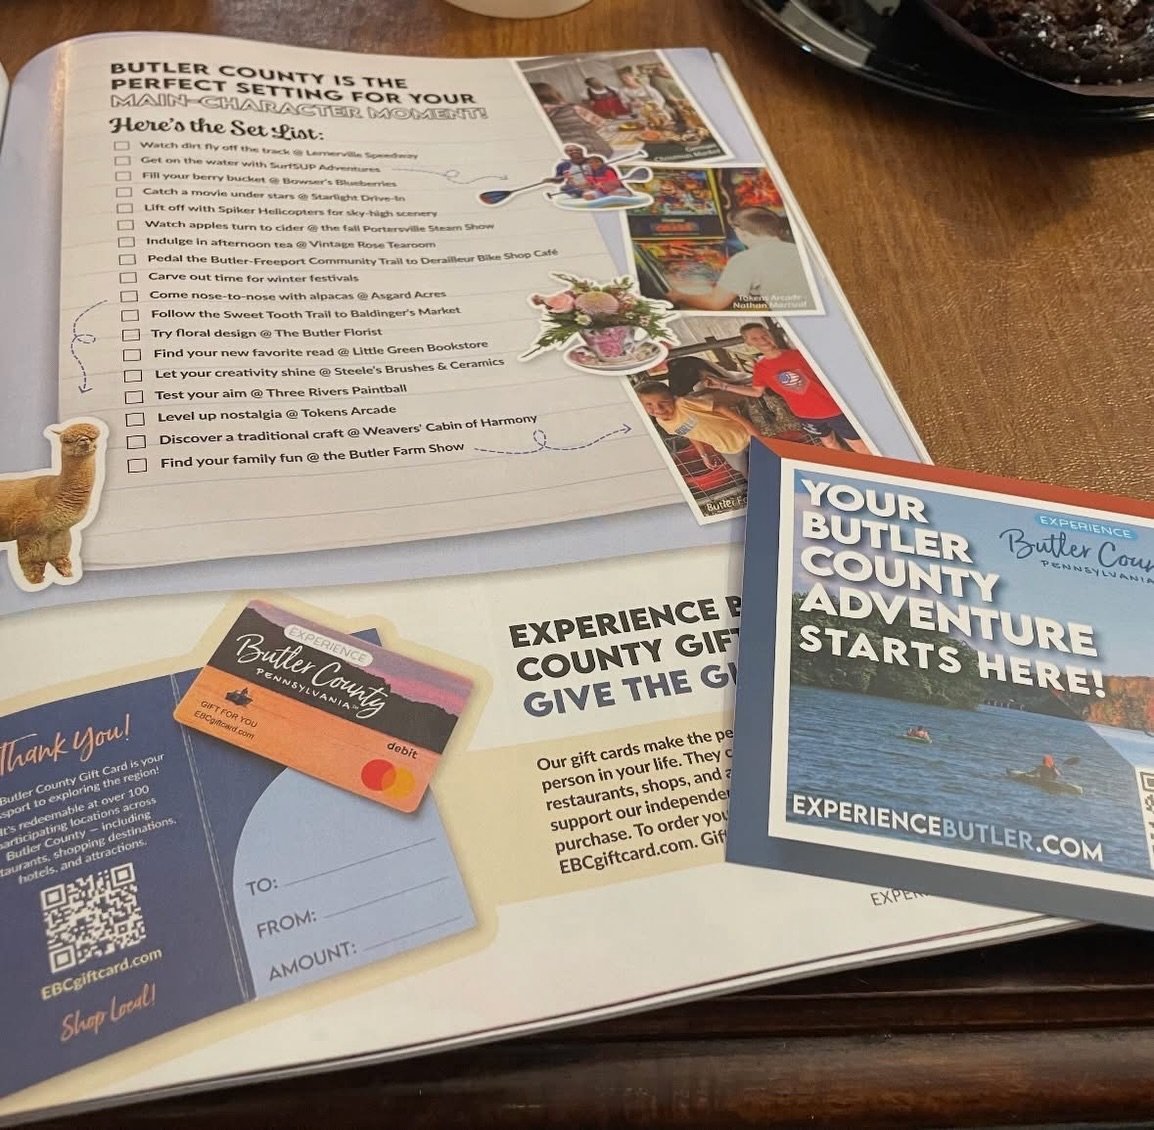 BUTLER COUNTY IS THE
PERFECT SETTING FOR YOUR
MAIN-CHARACTER MOMENT!
Here's the Set List:
Watch dirt fly off the track @ Lernerville Speedway
Get on the water with SurfSUP Adventures
Fill your berry bucket @ Bowser's Blueberries
Catch a movie under stars @ Starlight Drive-In
Lift off with Spiker Helicopters for sky-high scenery
Watch apples turn to cider @ the fall Portersville Steam Show
Indulge in afternoon tea @ Vintage Rose Tearoom
Pedal the Butler-Freeport Community Trail to Derailleur Bike Shop Café
Carve out time for winter festivals
Come nose-to-nose with alpacas @ Asgard Acres
Follow the Sweet Tooth Trail to Baldinger's Market
Try floral design @ The Butler Florist
Find your new favorite read @ Little Green Bookstore
Let your creativity shine @ Steele's Brushes & Ceramics
Test your aim @ Three Rivers Paintball
Level up nostalgia @ Tokens Arcade
Discover a traditional craft @ Weavers' Cabin of Harmony
Find your family fun @ the Butler Farm Show
German
Christmas Market
Tokens Arcade
Nathan
Butler
Thank You!
Butler County Gift Card is your
to exploring the region!
It's redeemable at over 100
participating locations across
Butler County – including
shopping destinations,
hotels, and attractions.
EBCgiftcard.com
Shop Local!
EXPERIENCE
Butler County
PENNSYLVANIA
GIFT FOR YOU
EBCgiftcard.com
debit
TO:
FROM:
AMOUNT:
EXPERIENCE
COUNTY
GIVE THE
Our gift cards make the
person in your life. They
restaurants, shops, and
support our
purchase. To order
EBCgiftcard.com.
YOUR
BUTLER
COUNTY
ADVENTURE
STARTS HERE!
EXPERIENCE
Butler
PENNSYLVANIA
EXPERIENCEBUTLER.COM